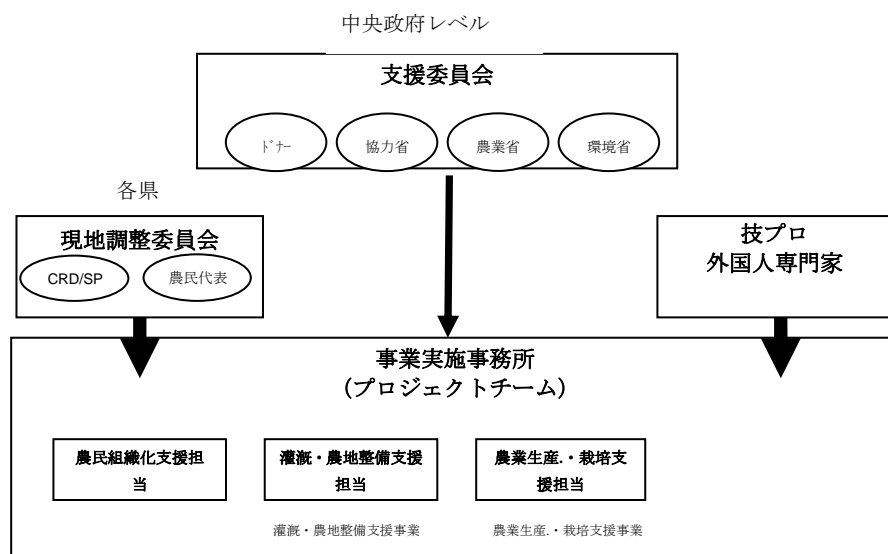 中央政府レベル
支援委員会
ﾄﾞﾅｰ
協力省
農業省
環境省
各県
現地調整委員会
CRD/SP
農民代表
技プロ
外国人専門家
事業実施事務所
(プロジェクトチーム)
農民組織化支援担
当
灌漑・農地整備支援
担当
農業生産.・栽培支
援担当
灌漑・農地整備支援事業
農業生産.・栽培支援事業